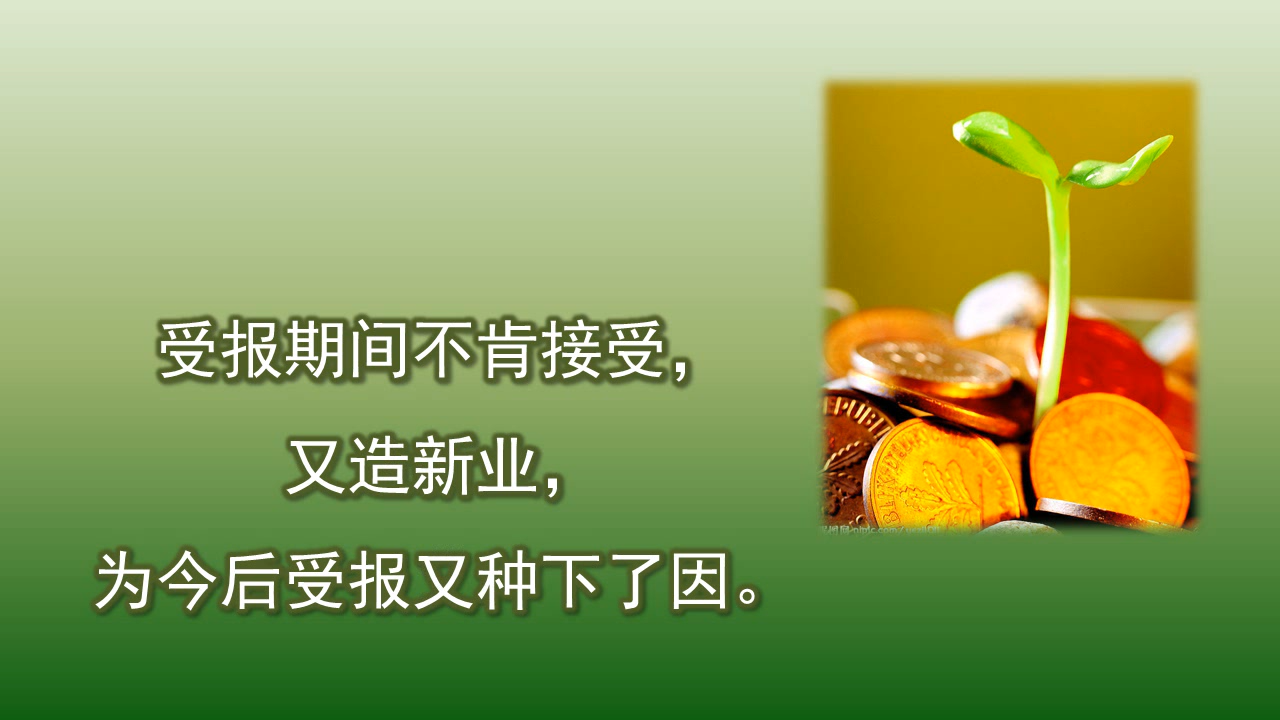 受报期间不肯接受，
又造新业，
为今后受报又种下了因。